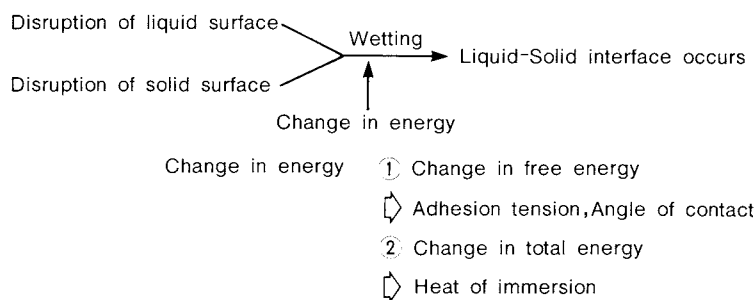 Disruption of liquid surface
Wetting
Liquid-Solid interface occurs
Disruption of solid surface
Change in energy
Change in energy
① Change in free energy
Adhesion tension,Angle of contact
② Change in total energy
Heat of immersion